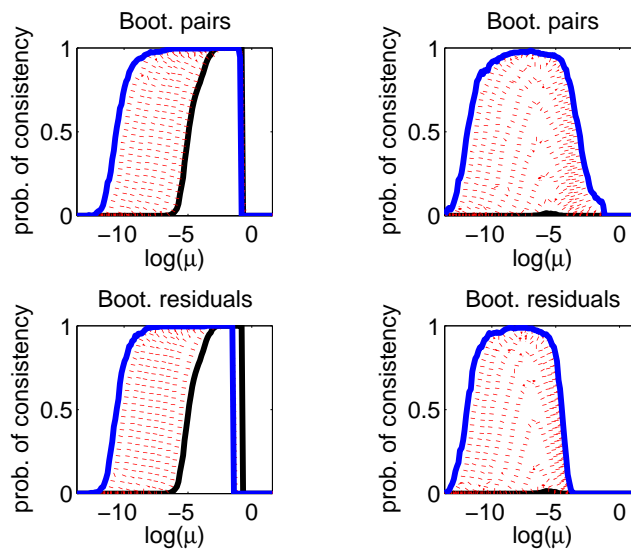 Boot. pairs
prob. of consistency
1
0.5
0
−10 −5 0
log(μ)
Boot. pairs
prob. of consistency
1
0.5
0
−10 −5 0
log(μ)
Boot. residuals
prob. of consistency
1
0.5
0
−10 −5 0
log(μ)
Boot. residuals
prob. of consistency
1
0.5
0
−10 −5 0
log(μ)